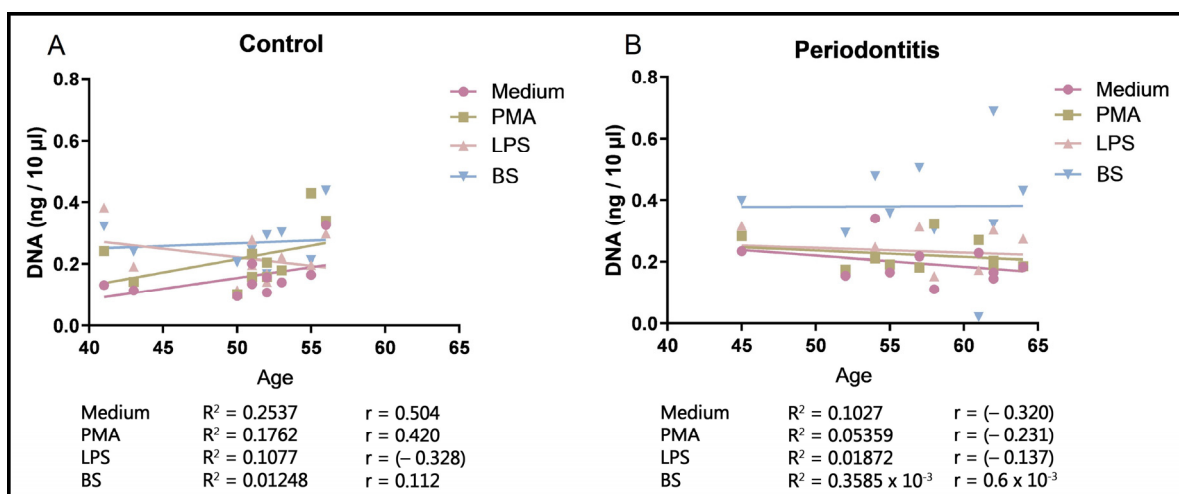 A
Control
0.8
0.6
0.4
0.2
0.0
DNA (ng / 10 µl)
40 45 50 55 60 65
Age
Medium
PMA
LPS
BS
Medium R² = 0.2537 r = 0.504
PMA R² = 0.1762 r = 0.420
LPS R² = 0.1077 r = (– 0.328)
BS R² = 0.01248 r = 0.112
B
Periodontitis
0.8
0.6
0.4
0.2
0.0
DNA (ng / 10 µl)
40 45 50 55 60 65
Age
Medium
PMA
LPS
BS
Medium R² = 0.1027 r = (– 0.320)
PMA R² = 0.05359 r = (– 0.231)
LPS R² = 0.01872 r = (– 0.137)
BS R² = 0.3585 x 10⁻³ r = 0.6 x 10⁻³